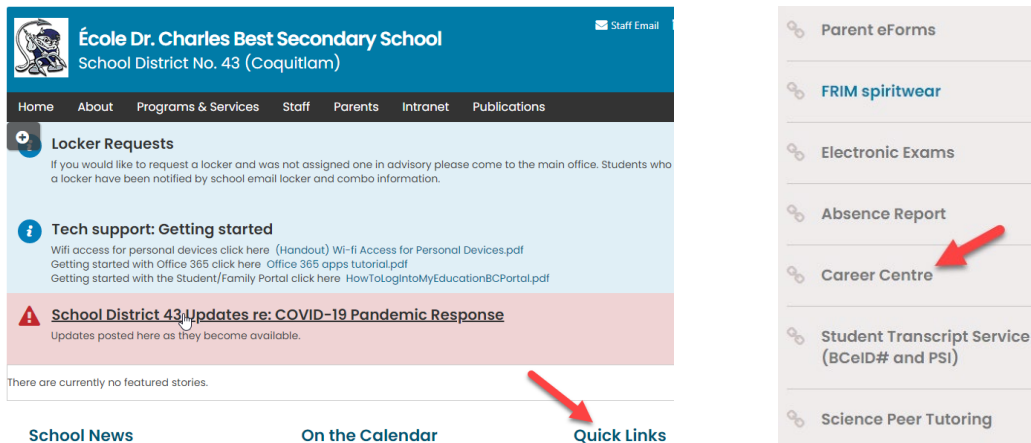 École Dr. Charles Best Secondary School
School District No. 43 (Coquitlam)
Staff Email
Home About Programs & Services Staff Parents Intranet Publications
Locker Requests
If you would like to request a locker and was not assigned one in advisory please come to the main office. Students who
a locker have been notified by school email locker and combo information.
Tech support: Getting started
Wifi access for personal devices click here (Handout) Wi-fi Access for Personal Devices.pdf
Getting started with Office 365 click here Office 365 apps tutorial.pdf
Getting started with the Student/Family Portal click here HowToLogIntoMyEducationBCPortal.pdf
School District 43 Updates re: COVID-19 Pandemic Response
Updates posted here as they become available.
There are currently no featured stories.
School News On the Calendar Quick Links
Parent eForms
FRIM spiritwear
Electronic Exams
Absence Report
Career Centre
Student Transcript Service
(BCeID# and PSI)
Science Peer Tutoring